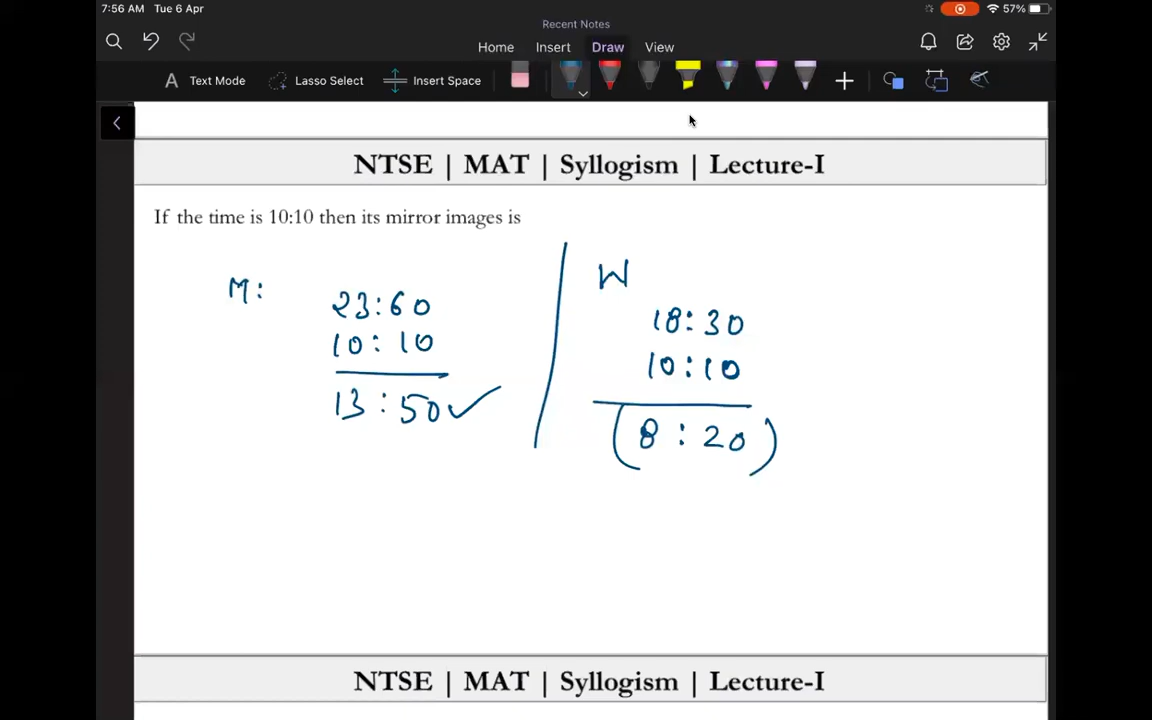 7:56 AM Tue 6 Apr
57%
Recent Notes
Home Insert Draw View
Text Mode Lasso Select Insert Space
NTSE | MAT | Syllogism | Lecture-I
If the time is 10:10 then its mirror images is
M:
23:60
10:10
13:50
W
18:30
10:10
(8:20)
NTSE | MAT | Syllogism | Lecture-I